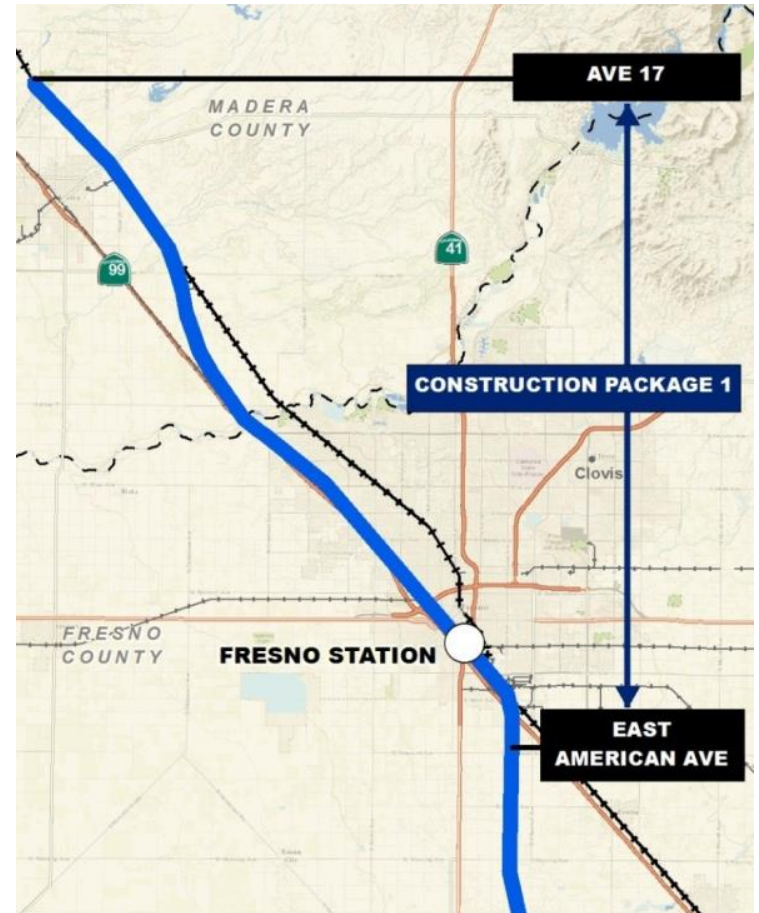 AVE 17
MADERA
COUNTY
41
99
CONSTRUCTION PACKAGE 1
Clovis
FRESNO
COUNTY
FRESNO STATION
EAST
AMERICAN AVE